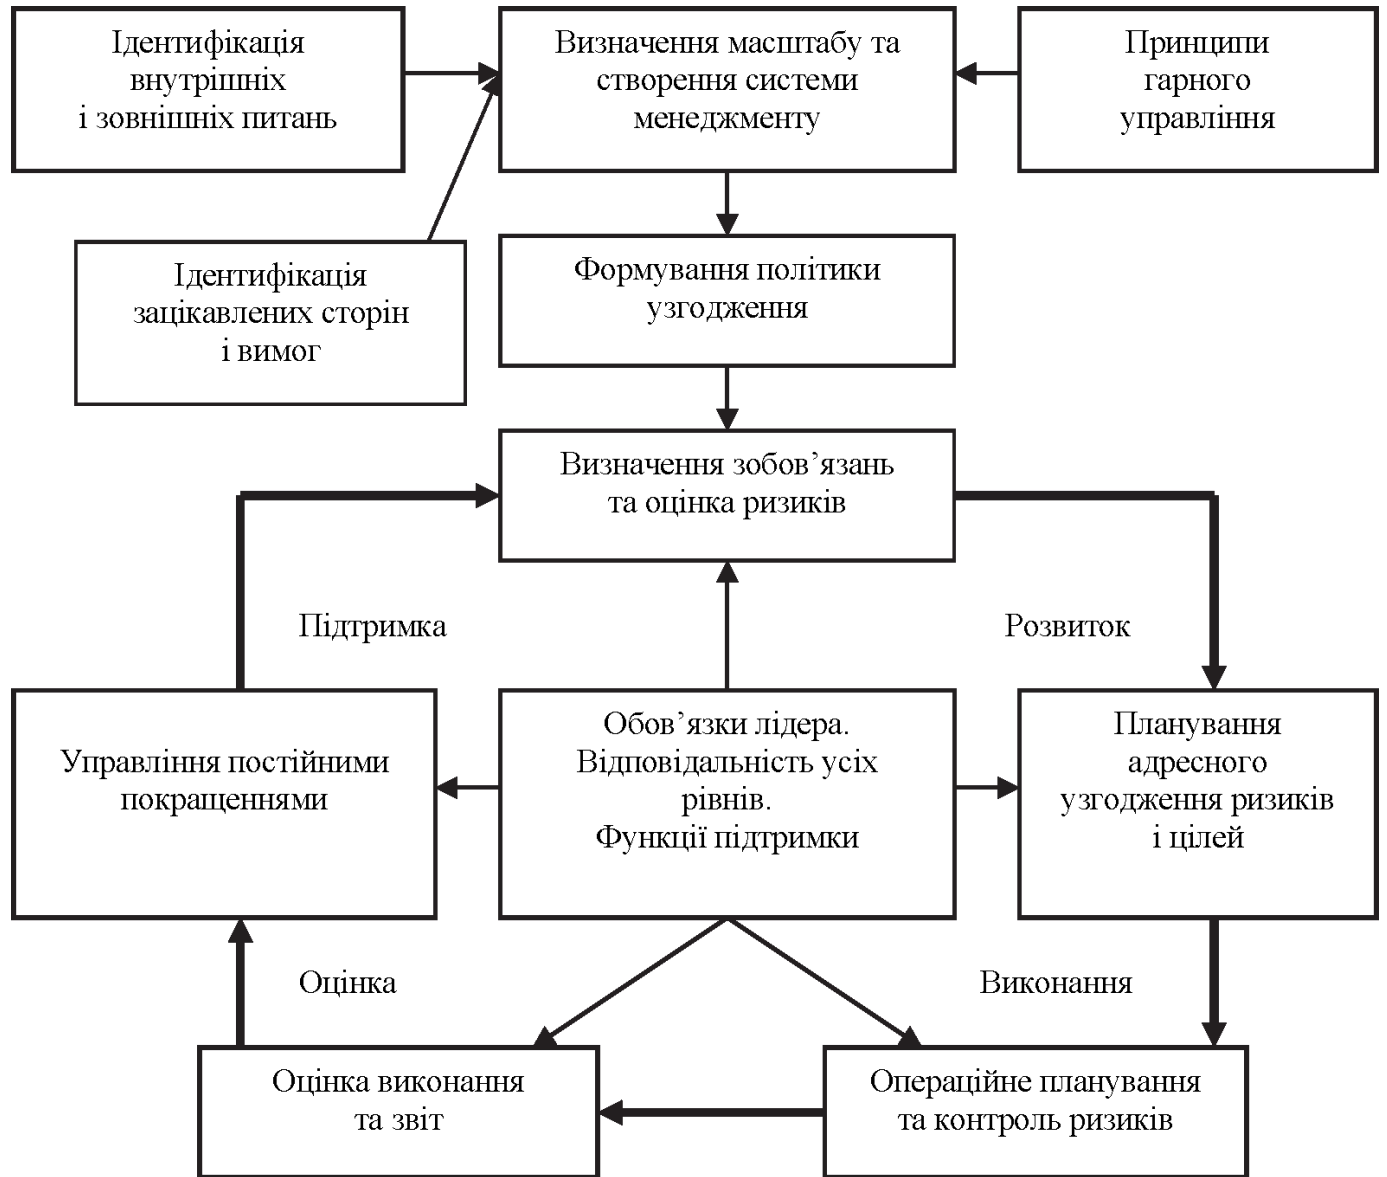 Ідентифікація
внутрішніх
і зовнішніх питань
Визначення масштабу та
створення системи
менеджменту
Принципи
гарного
управління
Ідентифікація
зацікавлених сторін
і вимог
Формування політики
узгодження
Визначення зобов’язань
та оцінка ризиків
Підтримка
Розвиток
Управління постійними
покращеннями
Обов’язки лідера.
Відповідальність усіх
рівнів.
Функції підтримки
Планування
адресного
узгодження ризиків
і цілей
Оцінка
Виконання
Оцінка виконання
та звіт
Операційне планування
та контроль ризиків